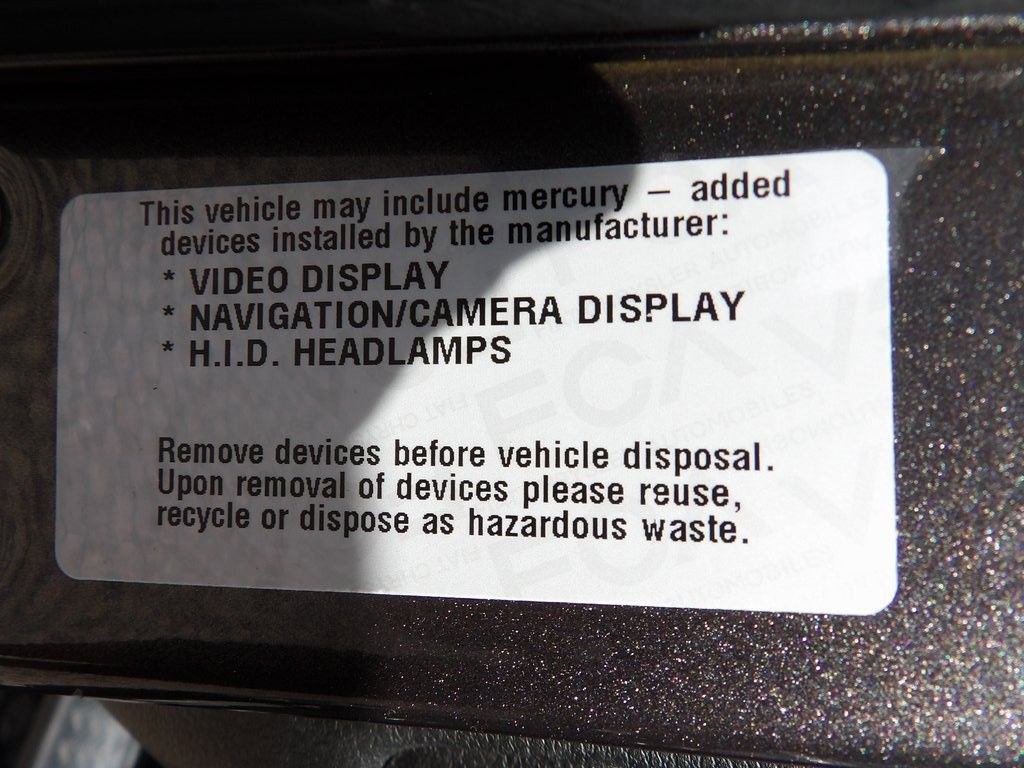 This vehicle may include mercury – added
devices installed by the manufacturer:
* VIDEO DISPLAY
* NAVIGATION/CAMERA DISPLAY
* H.I.D. HEADLAMPS
Remove devices before vehicle disposal.
Upon removal of devices please reuse,
recycle or dispose as hazardous waste.